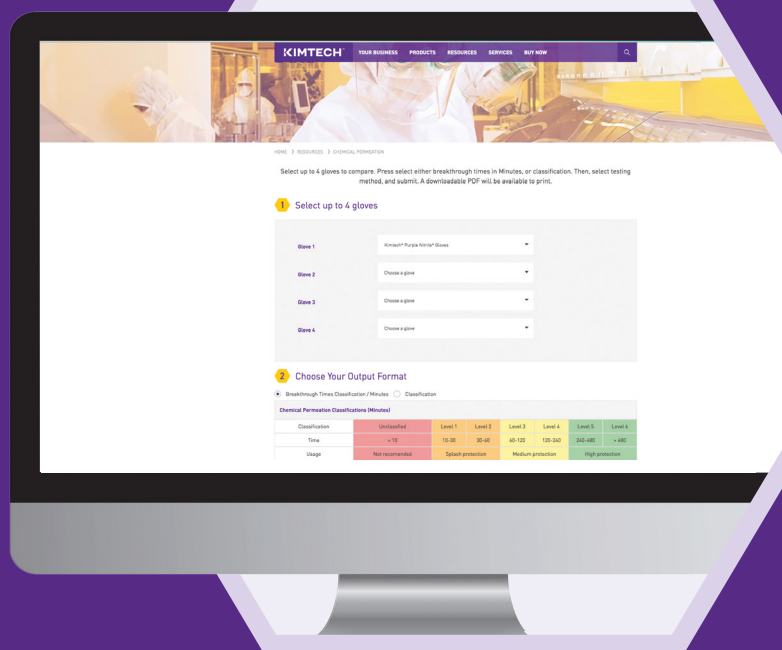 KIMTECH™ YOUR BUSINESS PRODUCTS RESOURCES SERVICES BUY NOW
HOME > RESOURCES > CHEMICAL PERMEATION
Select up to 4 gloves to compare. Press select either breakthrough times in Minutes, or classification. Then, select testing
method, and submit. A downloadable PDF will be available to print.
1 Select up to 4 gloves
Glove 1 Kimtech* Purple Nitrile* Gloves
Glove 2 Choose a glove
Glove 3 Choose a glove
Glove 4 Choose a glove
2 Choose Your Output Format
Breakthrough Times Classification / Minutes Classification
Chemical Permeation Classifications (Minutes)
Classification Unclassified Level 1 Level 2 Level 3 Level 4 Level 5 Level 6
Time < 10 10-30 30-60 60-120 120-240 240-480 > 480
Usage Not recomended Splash protection Medium protection High protection